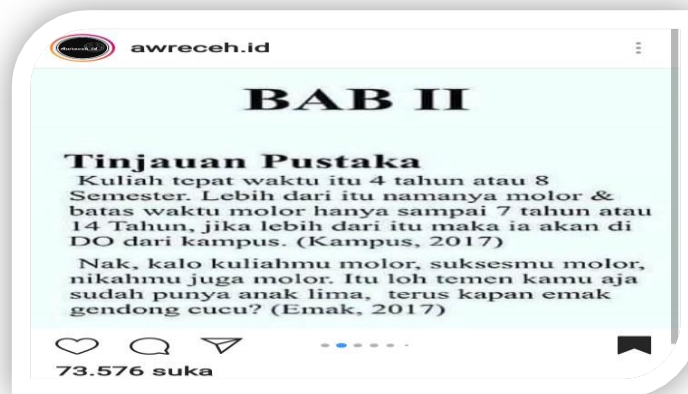 awreceh.id
BAB II
Tinjauan Pustaka
Kuliah tepat waktu itu 4 tahun atau 8
Semester. Lebih dari itu namanya molor &
batas waktu molor hanya sampai 7 tahun atau
14 Tahun, jika lebih dari itu maka ia akan di
DO dari kampus. (Kampus, 2017)
Nak, kalo kuliahmu molor, suksesmu molor,
nikahmu juga molor. Itu loh temen kamu aja
sudah punya anak lima, terus kapan emak
gendong cucu? (Emak, 2017)
73.576 suka